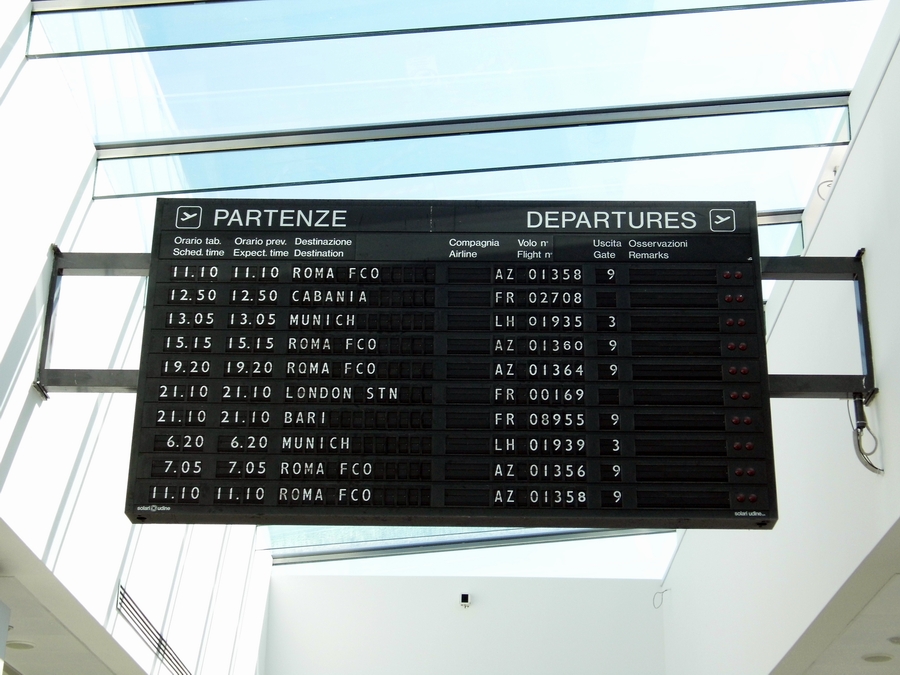 PARTENZE DEPARTURES
Orario tab. Orario prev. Destinazione Compagnia Volo n° Uscita Osservazioni
Sched. time Expect. time Destination Airline Flight n° Gate Remarks
11.10 11.10 ROMA FCO AZ 01358 9
12.50 12.50 CABANIA FR 02708
13.05 13.05 MUNICH LH 01935 3
15.15 15.15 ROMA FCO AZ 01360 9
19.20 19.20 ROMA FCO AZ 01364 9
21.10 21.10 LONDON STN FR 00169
21.10 21.10 BARI FR 08955 9
6.20 6.20 MUNICH LH 01939 3
7.05 7.05 ROMA FCO AZ 01356 9
11.10 11.10 ROMA FCO AZ 01358 9
solari udine solari udine